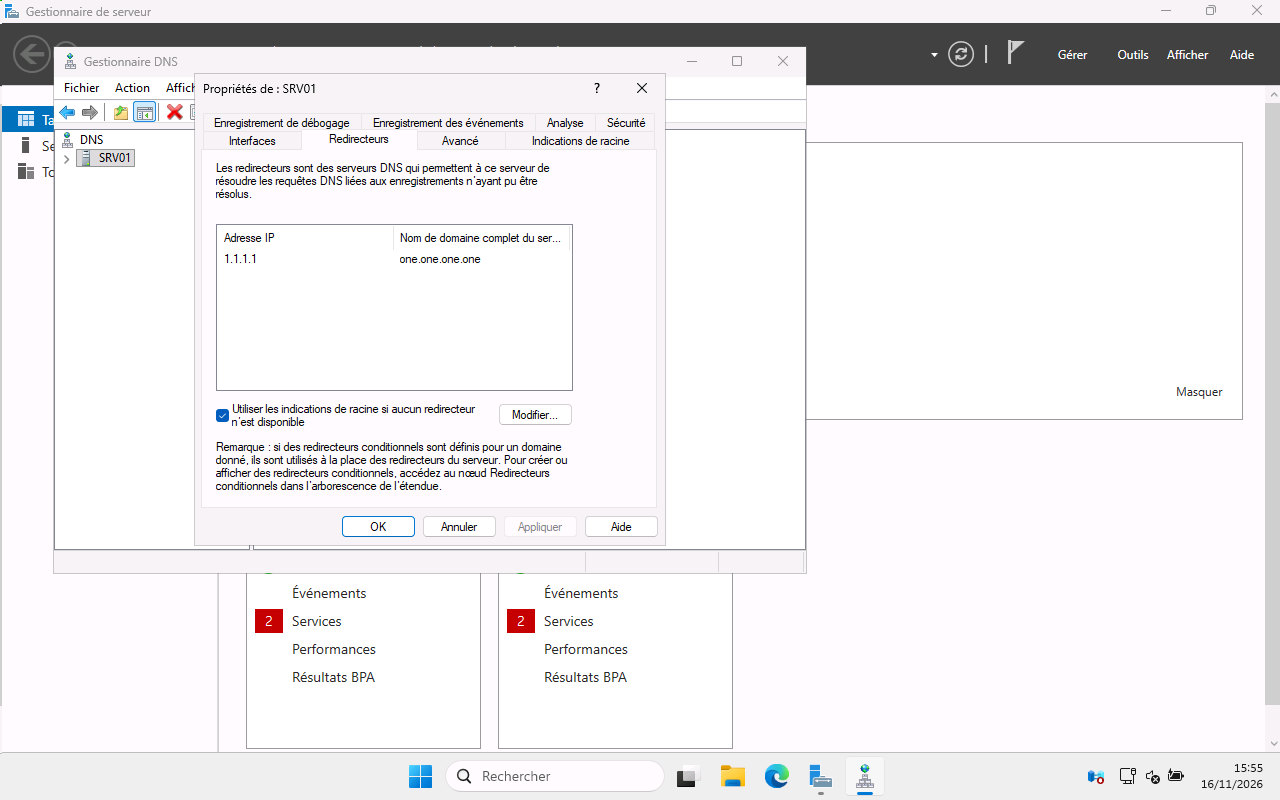 Gestionnaire de serveur
Gérer
Outils
Afficher
Aide
Gestionnaire DNS
Fichier
Action
Affich
Propriétés de : SRV01
?
DNS
SRV01
Enregistrement de débogage
Enregistrement des événements
Analyse
Sécurité
Interfaces
Redirecteurs
Avancé
Indications de racine
Les redirecteurs sont des serveurs DNS qui permettent à ce serveur de
résoudre les requêtes DNS liées aux enregistrements n'ayant pu être
résolus.
Adresse IP
Nom de domaine complet du ser...
1.1.1.1
one.one.one.one
Utiliser les indications de racine si aucun redirecteur
n'est disponible
Modifier...
Remarque : si des redirecteurs conditionnels sont définis pour un domaine
donné, ils sont utilisés à la place des redirecteurs du serveur. Pour créer ou
afficher des redirecteurs conditionnels, accédez au nœud Redirecteurs
conditionnels dans l'arborescence de l'étendue.
OK
Annuler
Appliquer
Aide
Masquer
Événements
2
Services
Performances
Résultats BPA
Événements
2
Services
Performances
Résultats BPA
Rechercher
15:55
16/11/2026